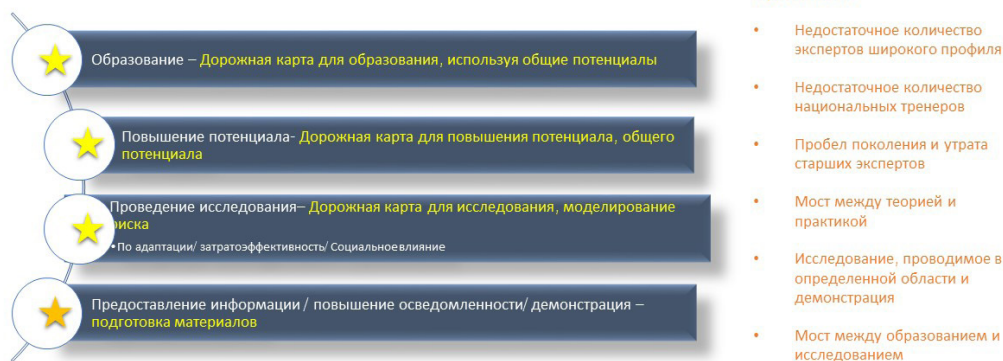 Образование – Дорожная карта для образования, используя общие потенциалы
Повышение потенциала- Дорожная карта для повышения потенциала, общего
потенциала
Проведение исследования– Дорожная карта для исследования, моделирование
риска
•По адаптации/ затратоэффективность/ Социальное влияние
Предоставление информации / повышение осведомленности/ демонстрация –
подготовка материалов
• Недостаточное количество
экспертов широкого профиля
• Недостаточное количество
национальных тренеров
• Пробел поколения и утрата
старших экспертов
• Мост между теорией и
практикой
• Исследование, проводимое в
определенной области и
демонстрация
• Мост между образованием и
исследованием